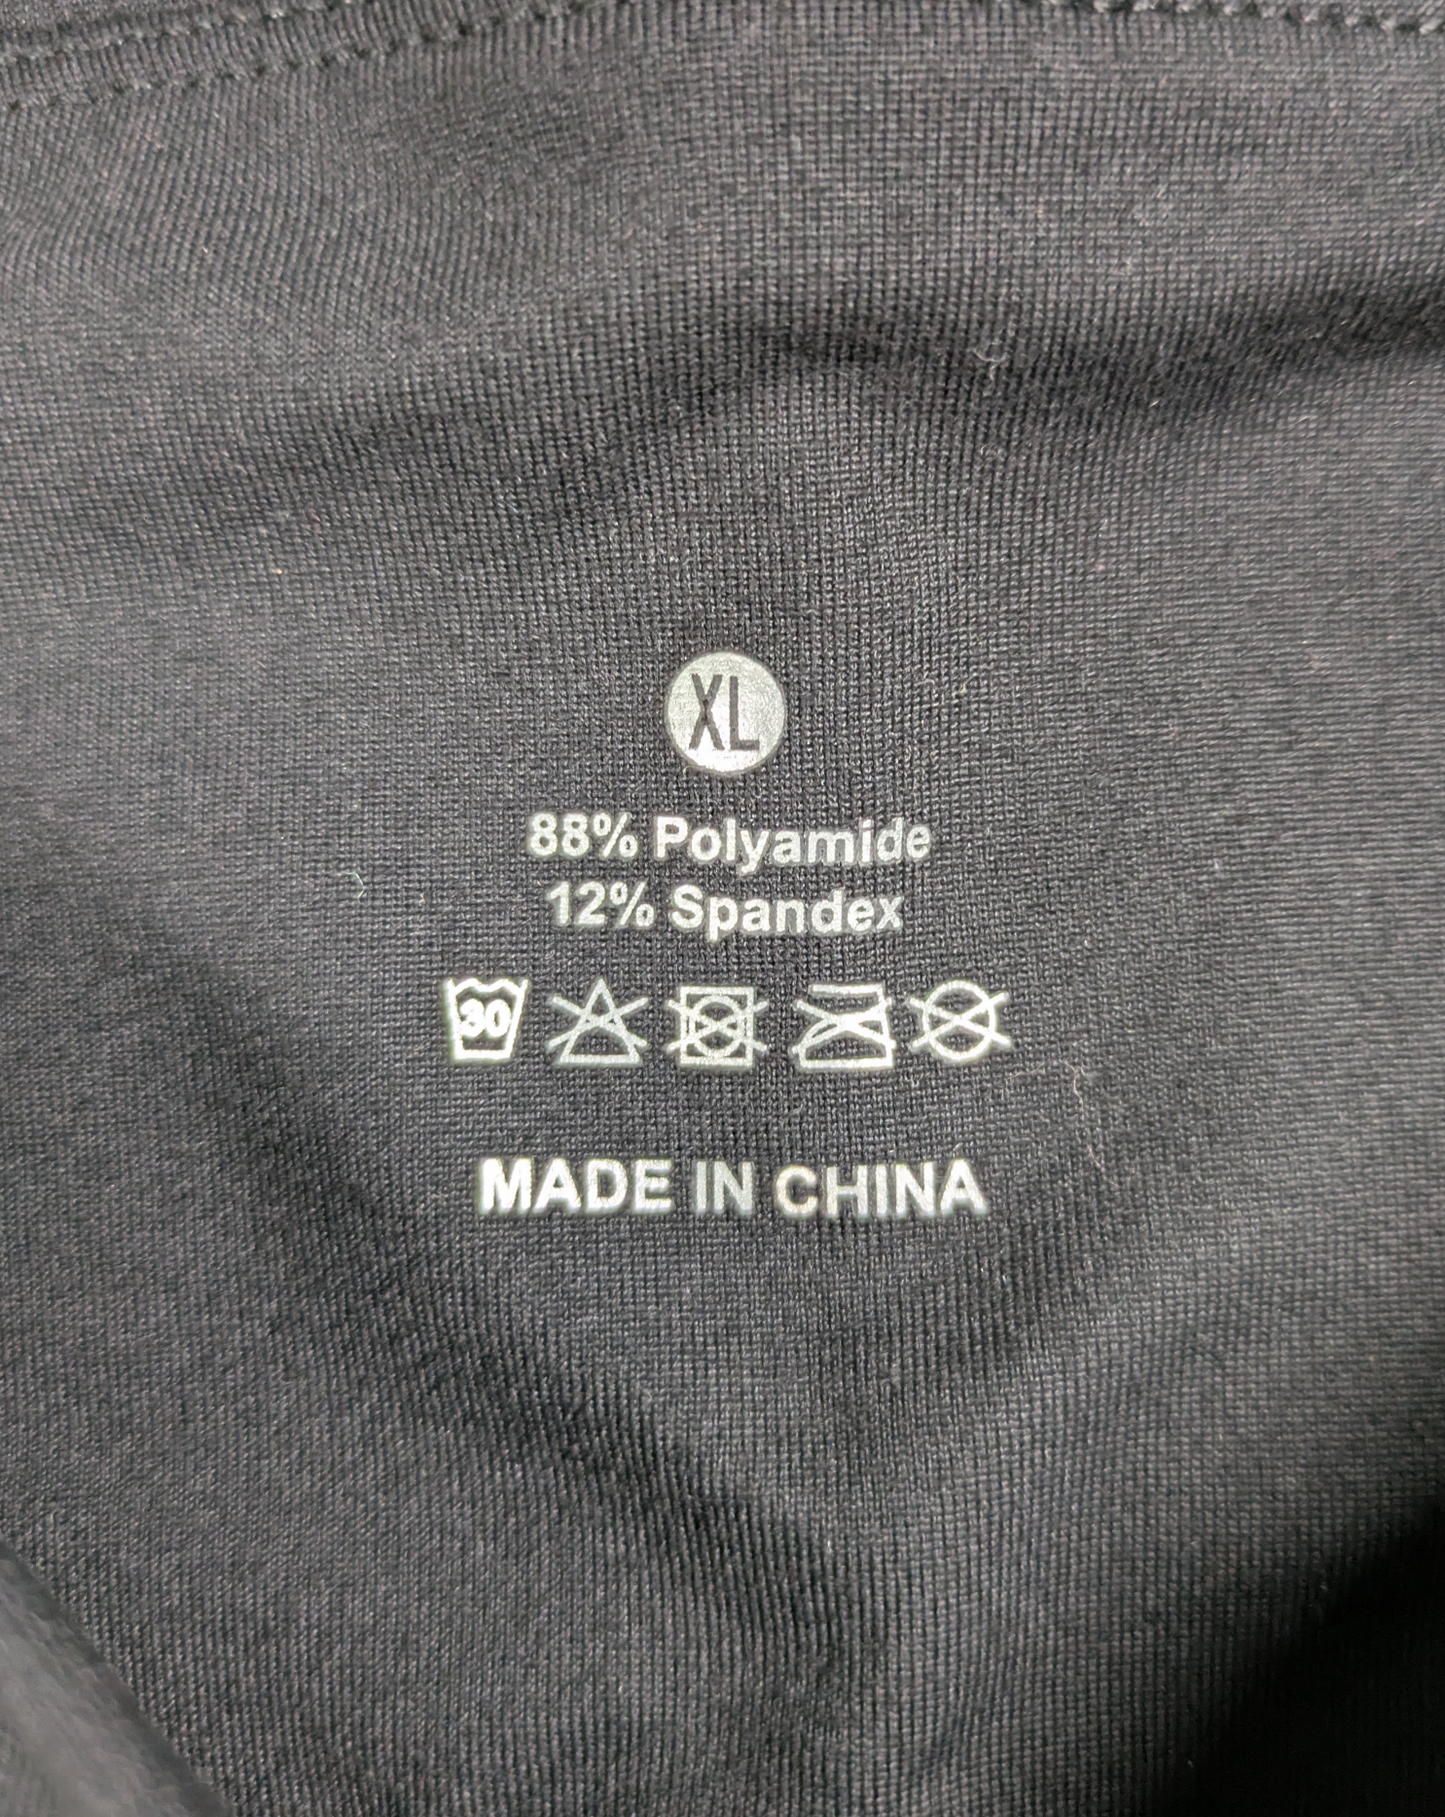 XL
88% Polyamide
12% Spandex
30
MADE IN CHINA